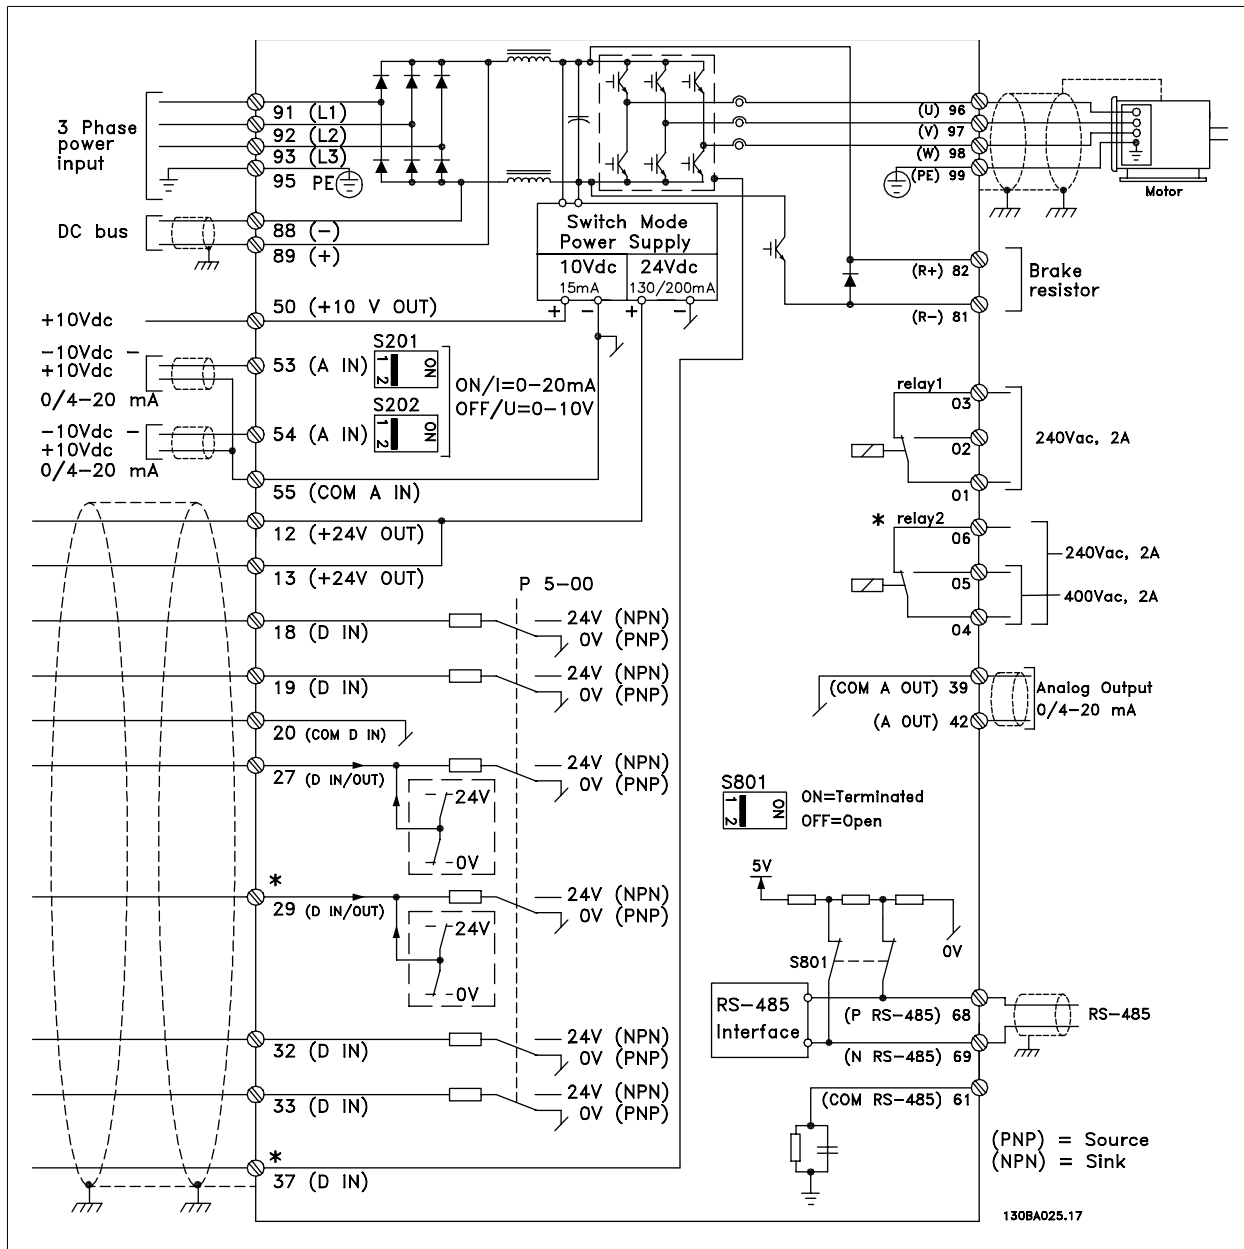 3 Phase
power
input
91 (L1)
92 (L2)
93 (L3)
95 PE
DC bus
88 (−)
89 (+)
Switch Mode
Power Supply
10Vdc
15mA
24Vdc
130/200mA
+ − + −
+10Vdc
50 (+10 V OUT)
−10Vdc −
+10Vdc
0/4−20 mA
53 (A IN)
S201
1 2 ON
S202
1 2 ON
ON/I=0−20mA
OFF/U=0−10V
−10Vdc −
+10Vdc
0/4−20 mA
54 (A IN)
55 (COM A IN)
12 (+24V OUT)
13 (+24V OUT)
P 5−00
18 (D IN)
24V (NPN)
0V (PNP)
19 (D IN)
24V (NPN)
0V (PNP)
20 (COM D IN)
27 (D IN/OUT)
24V (NPN)
0V (PNP)
24V
0V
*
29 (D IN/OUT)
24V (NPN)
0V (PNP)
24V
0V
32 (D IN)
24V (NPN)
0V (PNP)
33 (D IN)
24V (NPN)
0V (PNP)
*
37 (D IN)
(U) 96
(V) 97
(W) 98
(PE) 99
Motor
(R+) 82
(R−) 81
Brake
resistor
relay1
03
02
01
240Vac, 2A
* relay2
06
05
04
240Vac, 2A
400Vac, 2A
(COM A OUT) 39
(A OUT) 42
Analog Output
0/4−20 mA
S801
1 2 ON
ON=Terminated
OFF=Open
5V
0V
S801
RS−485
Interface
(P RS−485) 68
(N RS−485) 69
RS−485
(COM RS−485) 61
(PNP) = Source
(NPN) = Sink
130BA025.17